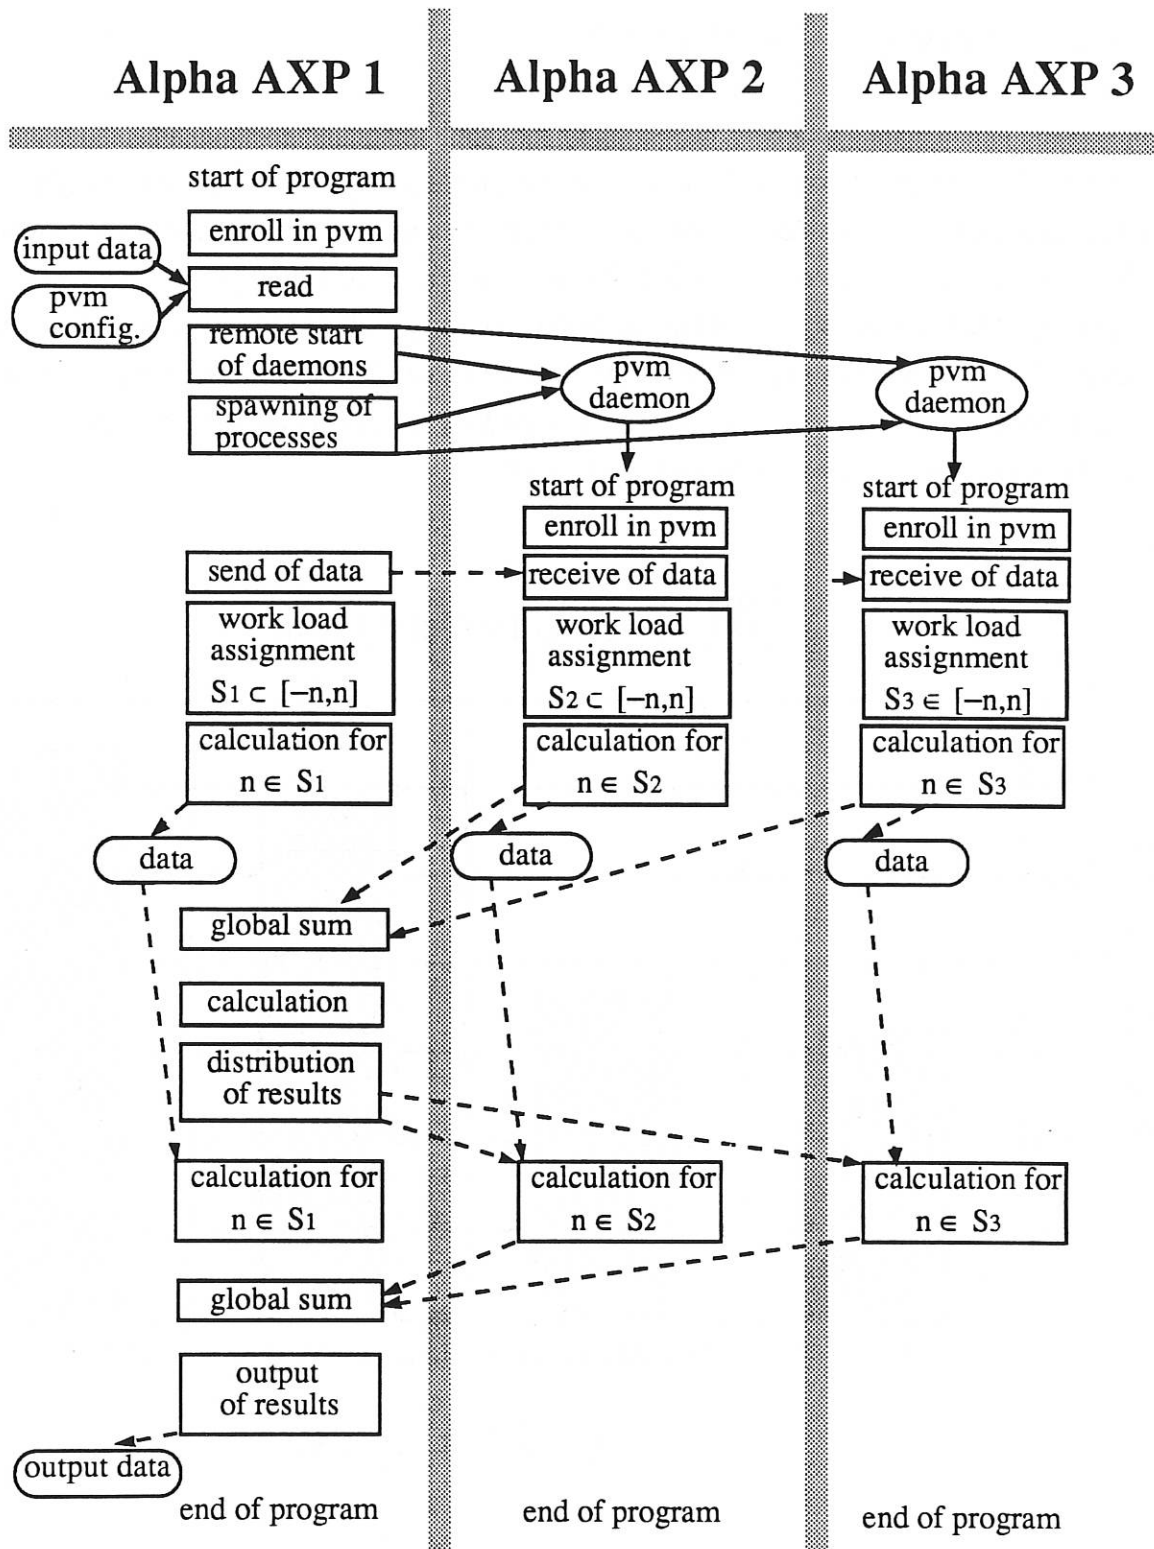 Alpha AXP 1
Alpha AXP 2
Alpha AXP 3
start of program
enroll in pvm
input data
read
pvm
config.
remote start
of daemons
spawning of
processes
pvm
daemon
pvm
daemon
start of program
enroll in pvm
start of program
enroll in pvm
send of data
receive of data
receive of data
work load
assignment
S1 ⊂ [−n,n]
work load
assignment
S2 ⊂ [−n,n]
work load
assignment
S3 ∈ [−n,n]
calculation for
n ∈ S1
calculation for
n ∈ S2
calculation for
n ∈ S3
data
data
data
global sum
calculation
distribution
of results
calculation for
n ∈ S1
calculation for
n ∈ S2
calculation for
n ∈ S3
global sum
output
of results
output data
end of program
end of program
end of program